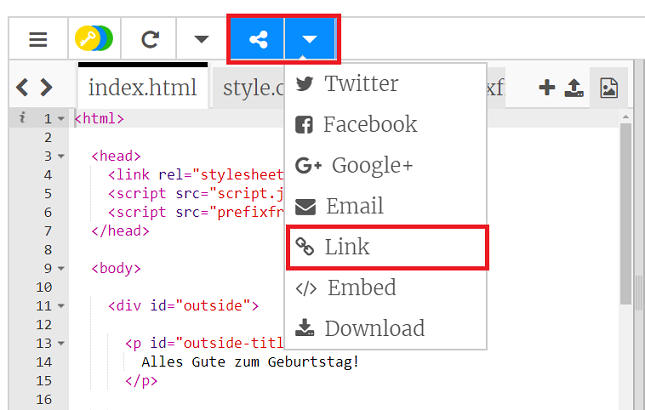 index.html style.c xfr
Twitter
Facebook
G+ Google+
Email
Link
</> Embed
Download
i 1 <html>
2
3 <head>
4 <link rel="stylesheet
5 <script src="script.j
6 <script src="prefixfr
7 </head>
8
9 <body>
10
11 <div id="outside">
12
13 <p id="outside-titl
14 Alles Gute zum Geburtstag!
15 </p>
16